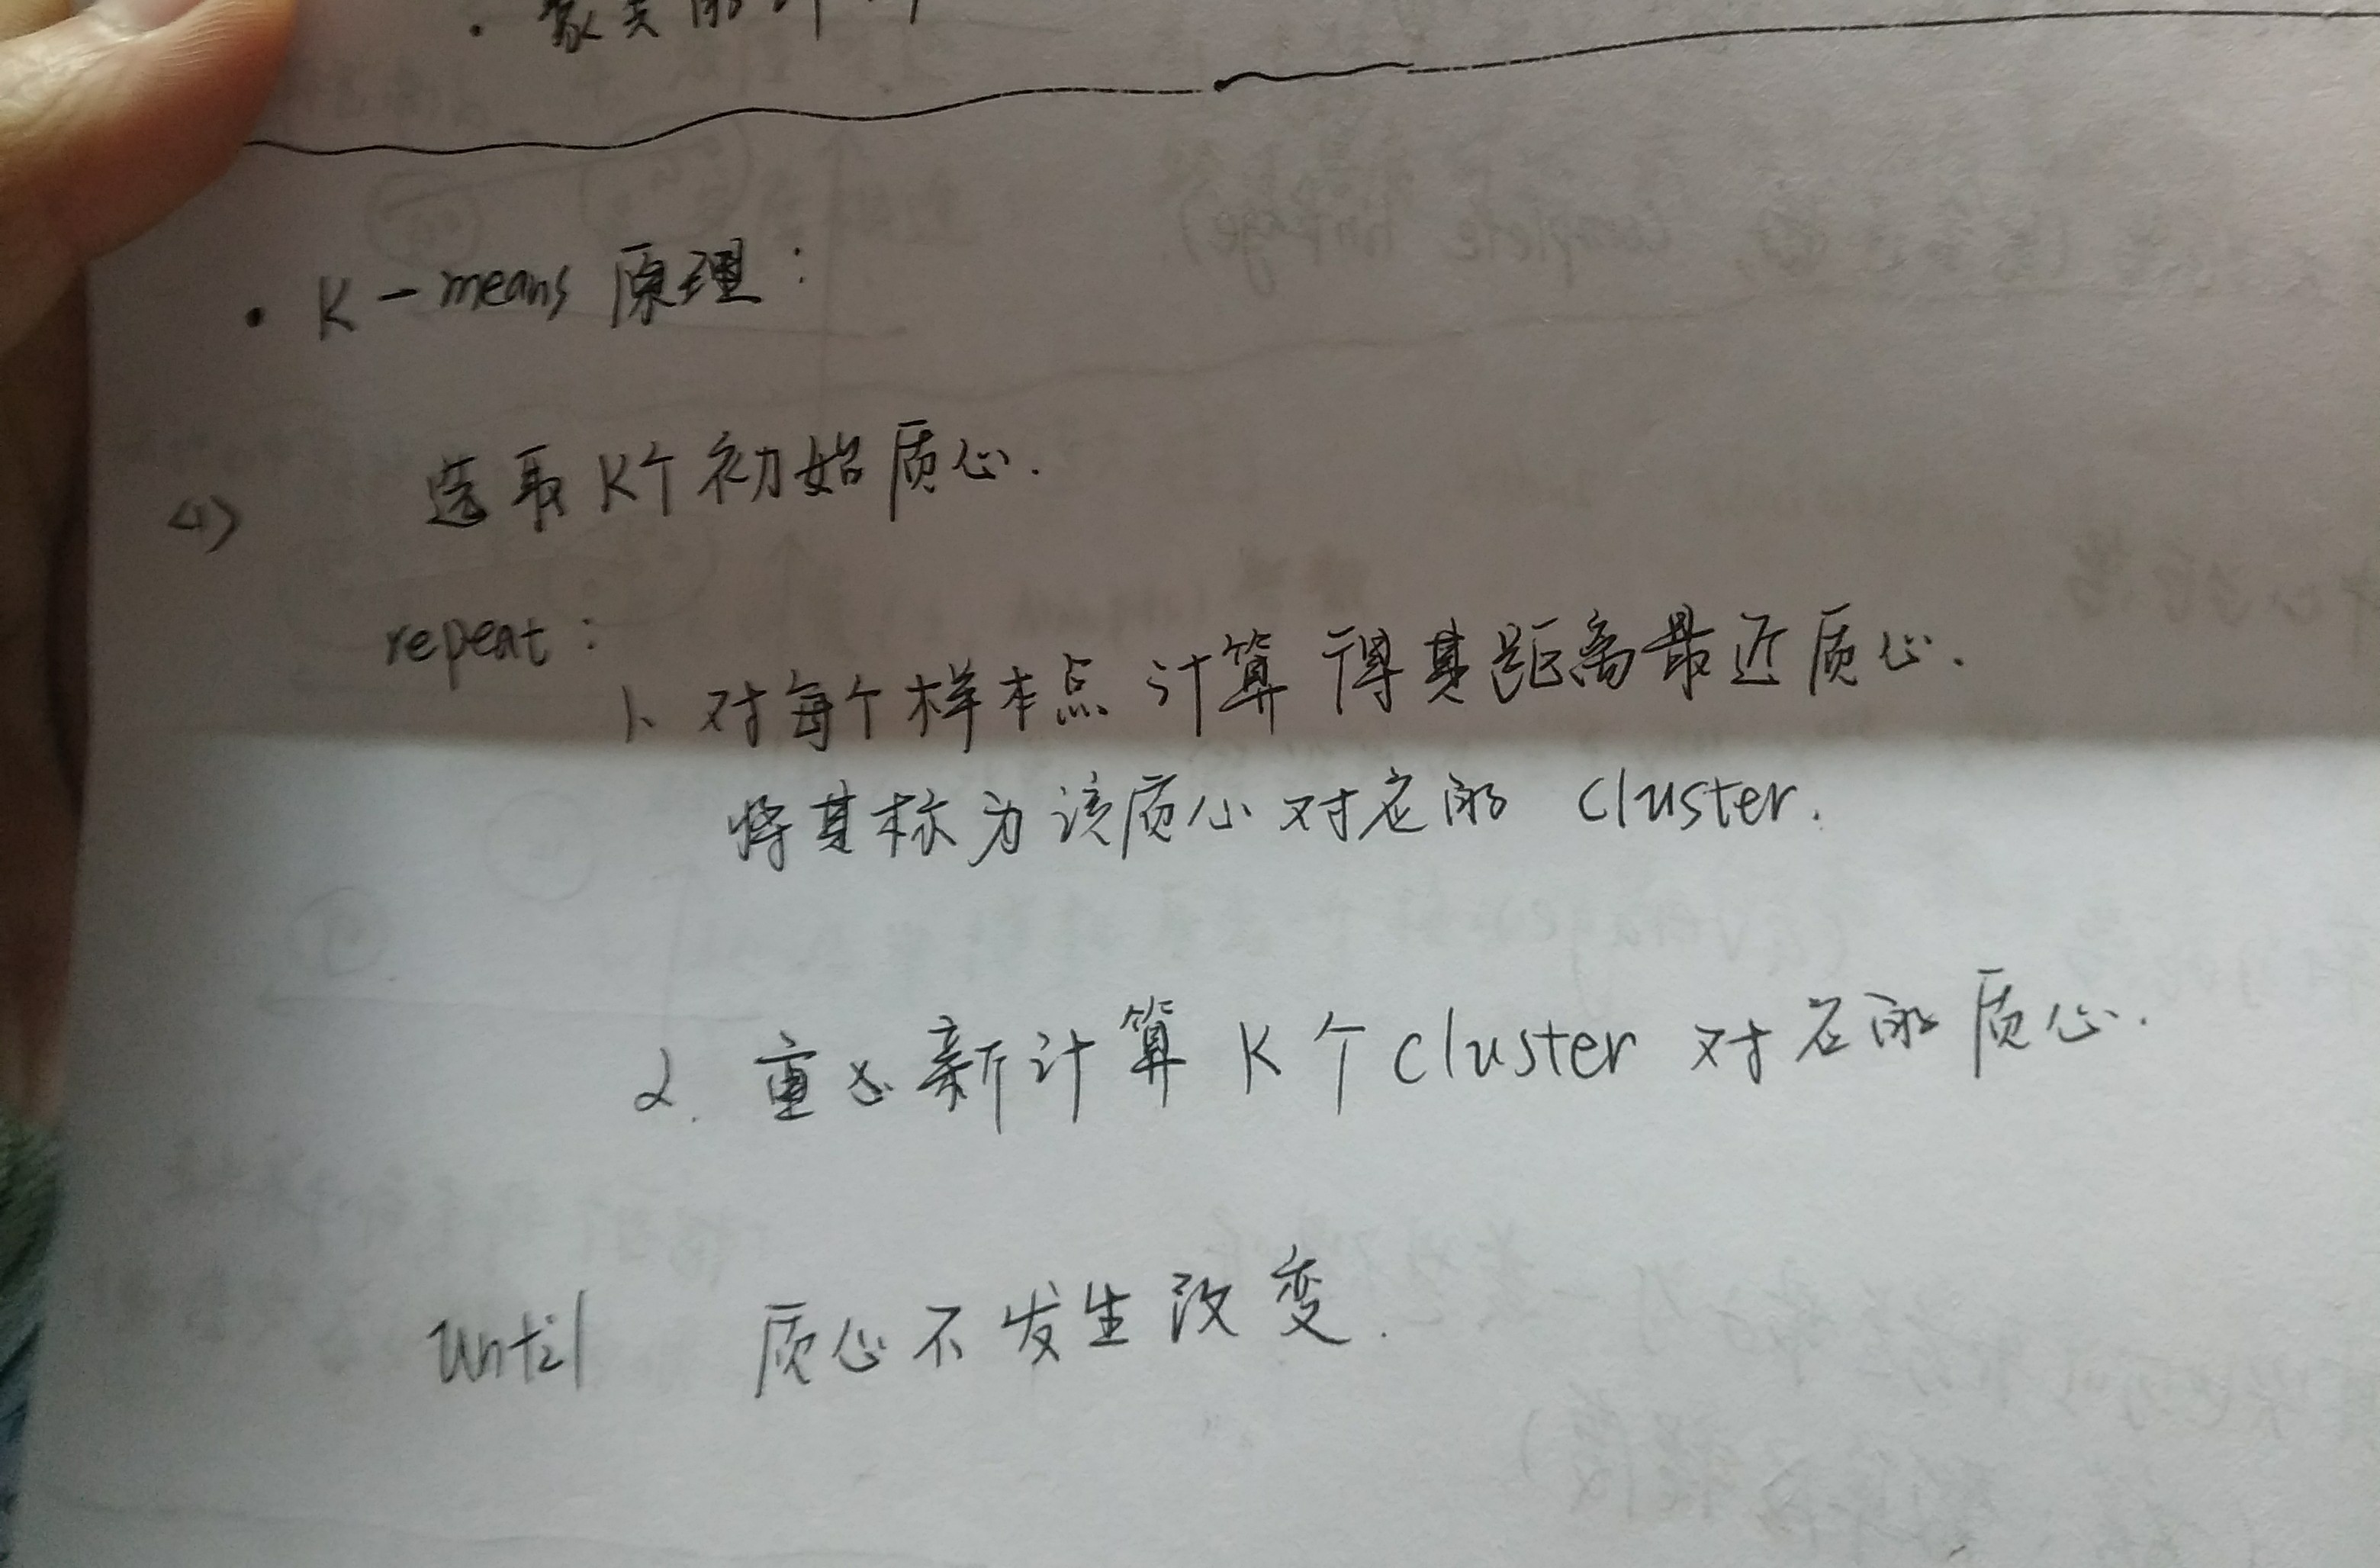 · K-means 原理：
<1> 选取K个初始质心.
repeat：
1、对每个样本点计算得其距离最近质心.
将其标为该质心对应的 cluster.
2. 重新计算 K个cluster 对应的质心.
until 质心不发生改变.